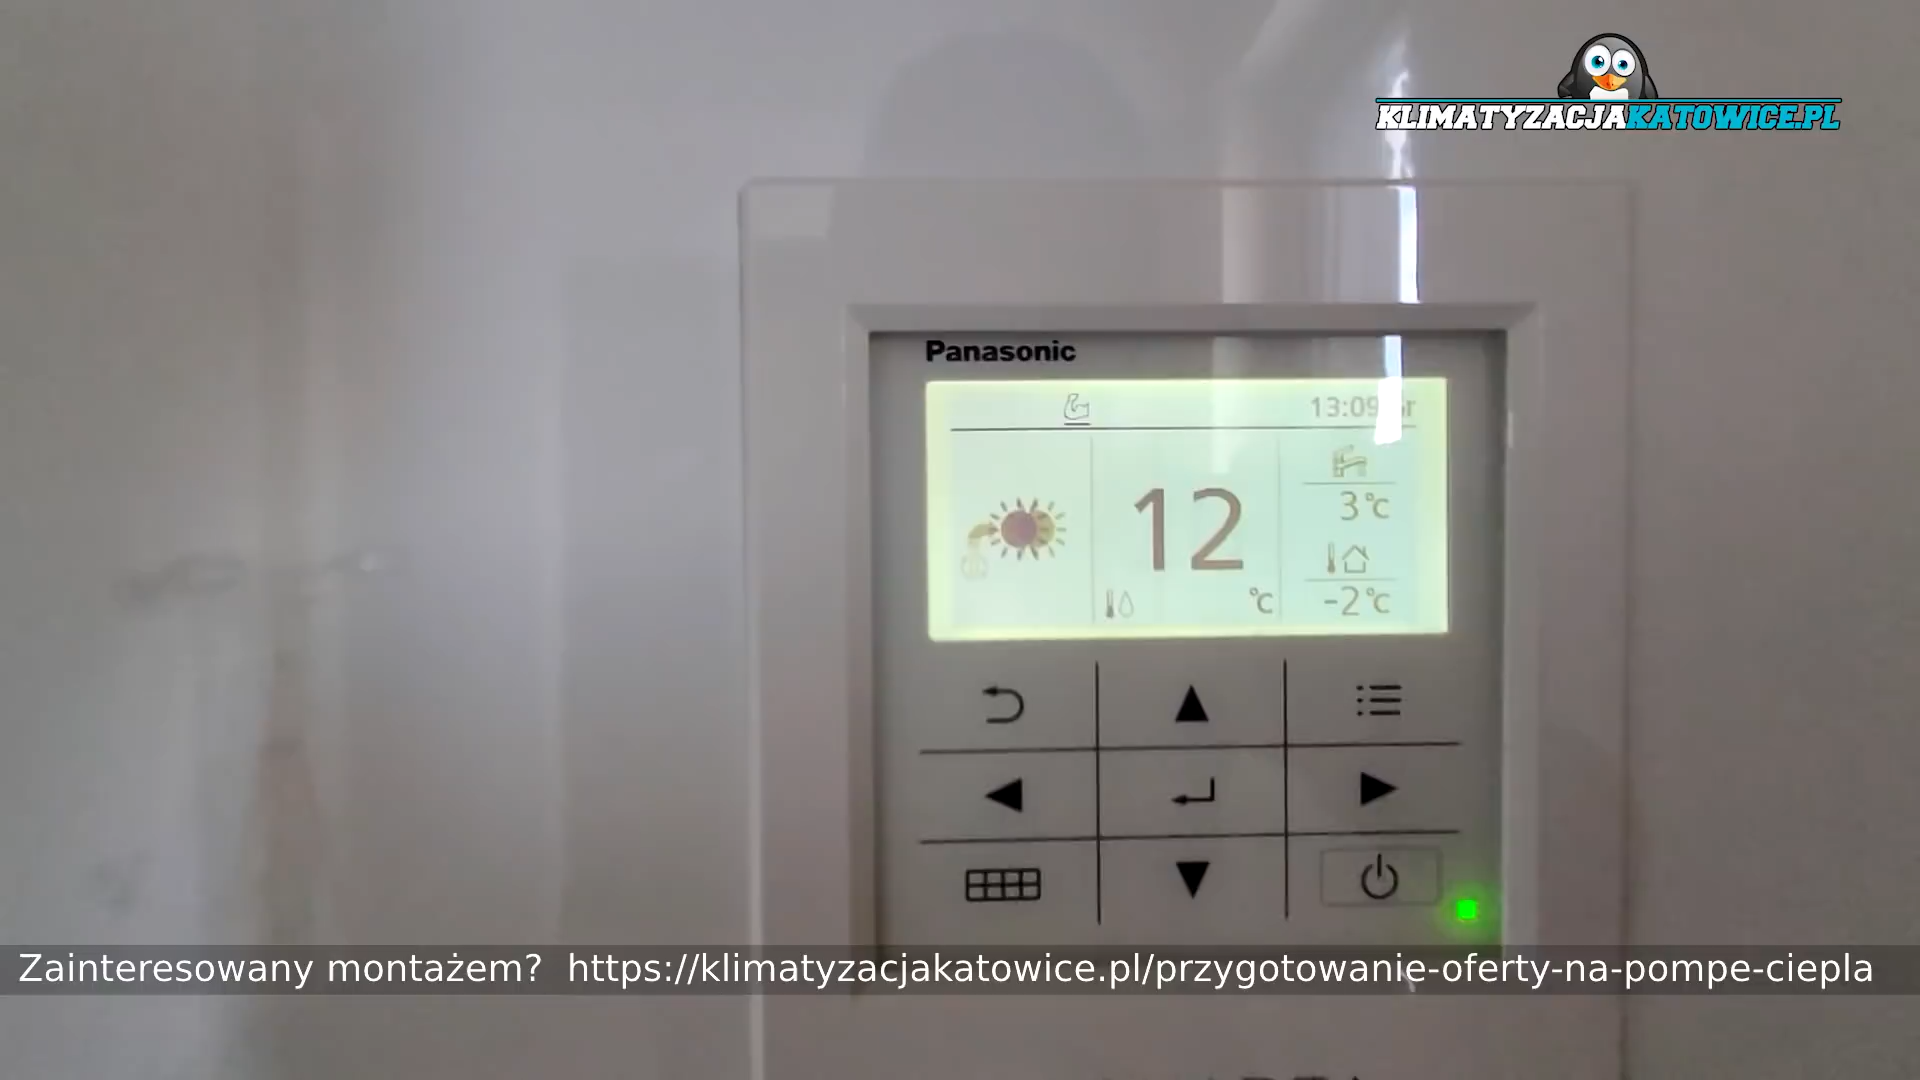 KLIMATYZACJAKATOWICE.PL
Panasonic
13:09
12
°C
3°C
-2°C
Zainteresowany montażem? https://klimatyzacjakatowice.pl/przygotowanie-oferty-na-pompe-ciepla